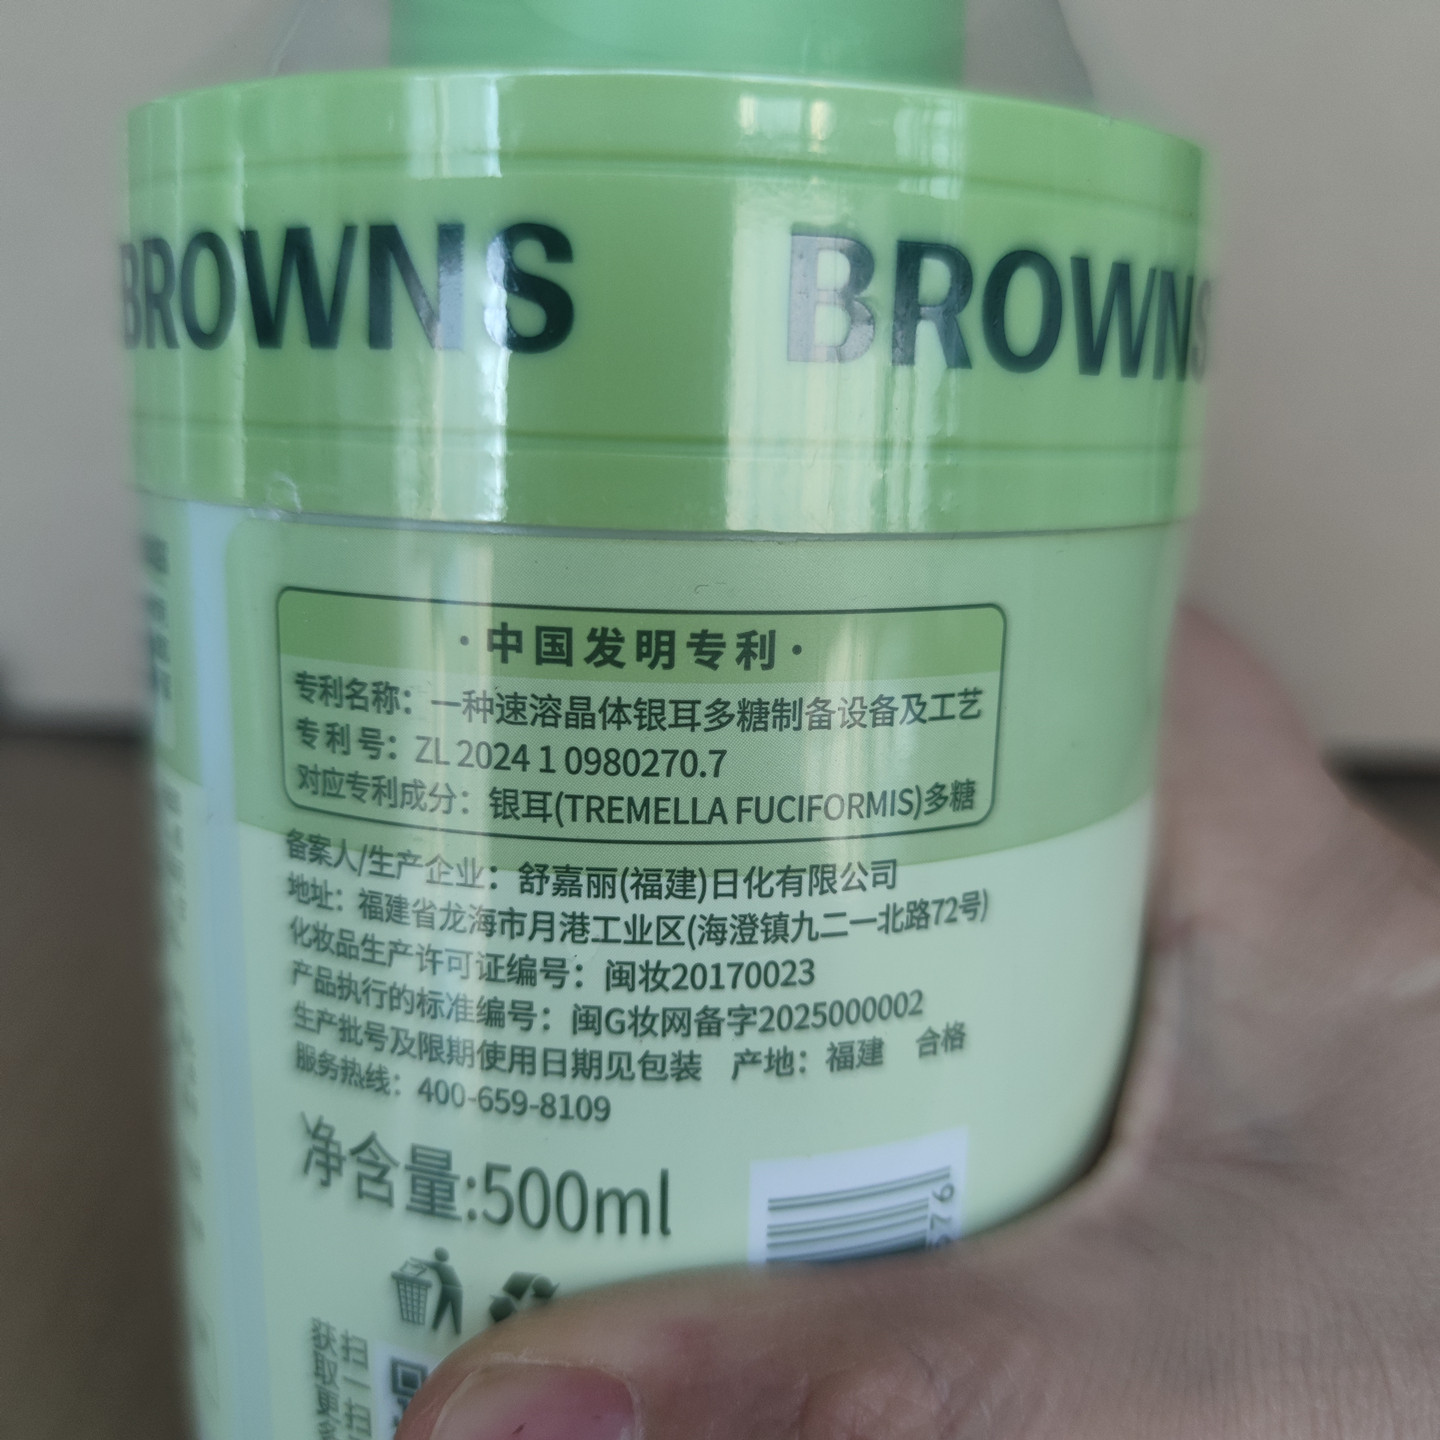 BROWNS BROWNS
·中国发明专利·
专利名称：一种速溶晶体银耳多糖制备设备及工艺
专利号：ZL 2024 1 0980270.7
对应专利成分：银耳(TREMELLA FUCIFORMIS)多糖
备案人/生产企业：舒嘉丽(福建)日化有限公司
地址：福建省龙海市月港工业区(海澄镇九二一北路72号)
化妆品生产许可证编号：闽妆20170023
产品执行的标准编号：闽G妆网备字2025000002
生产批号及限期使用日期见包装 产地：福建 合格
服务热线：400-659-8109
净含量:500ml
扫一扫
获取更多